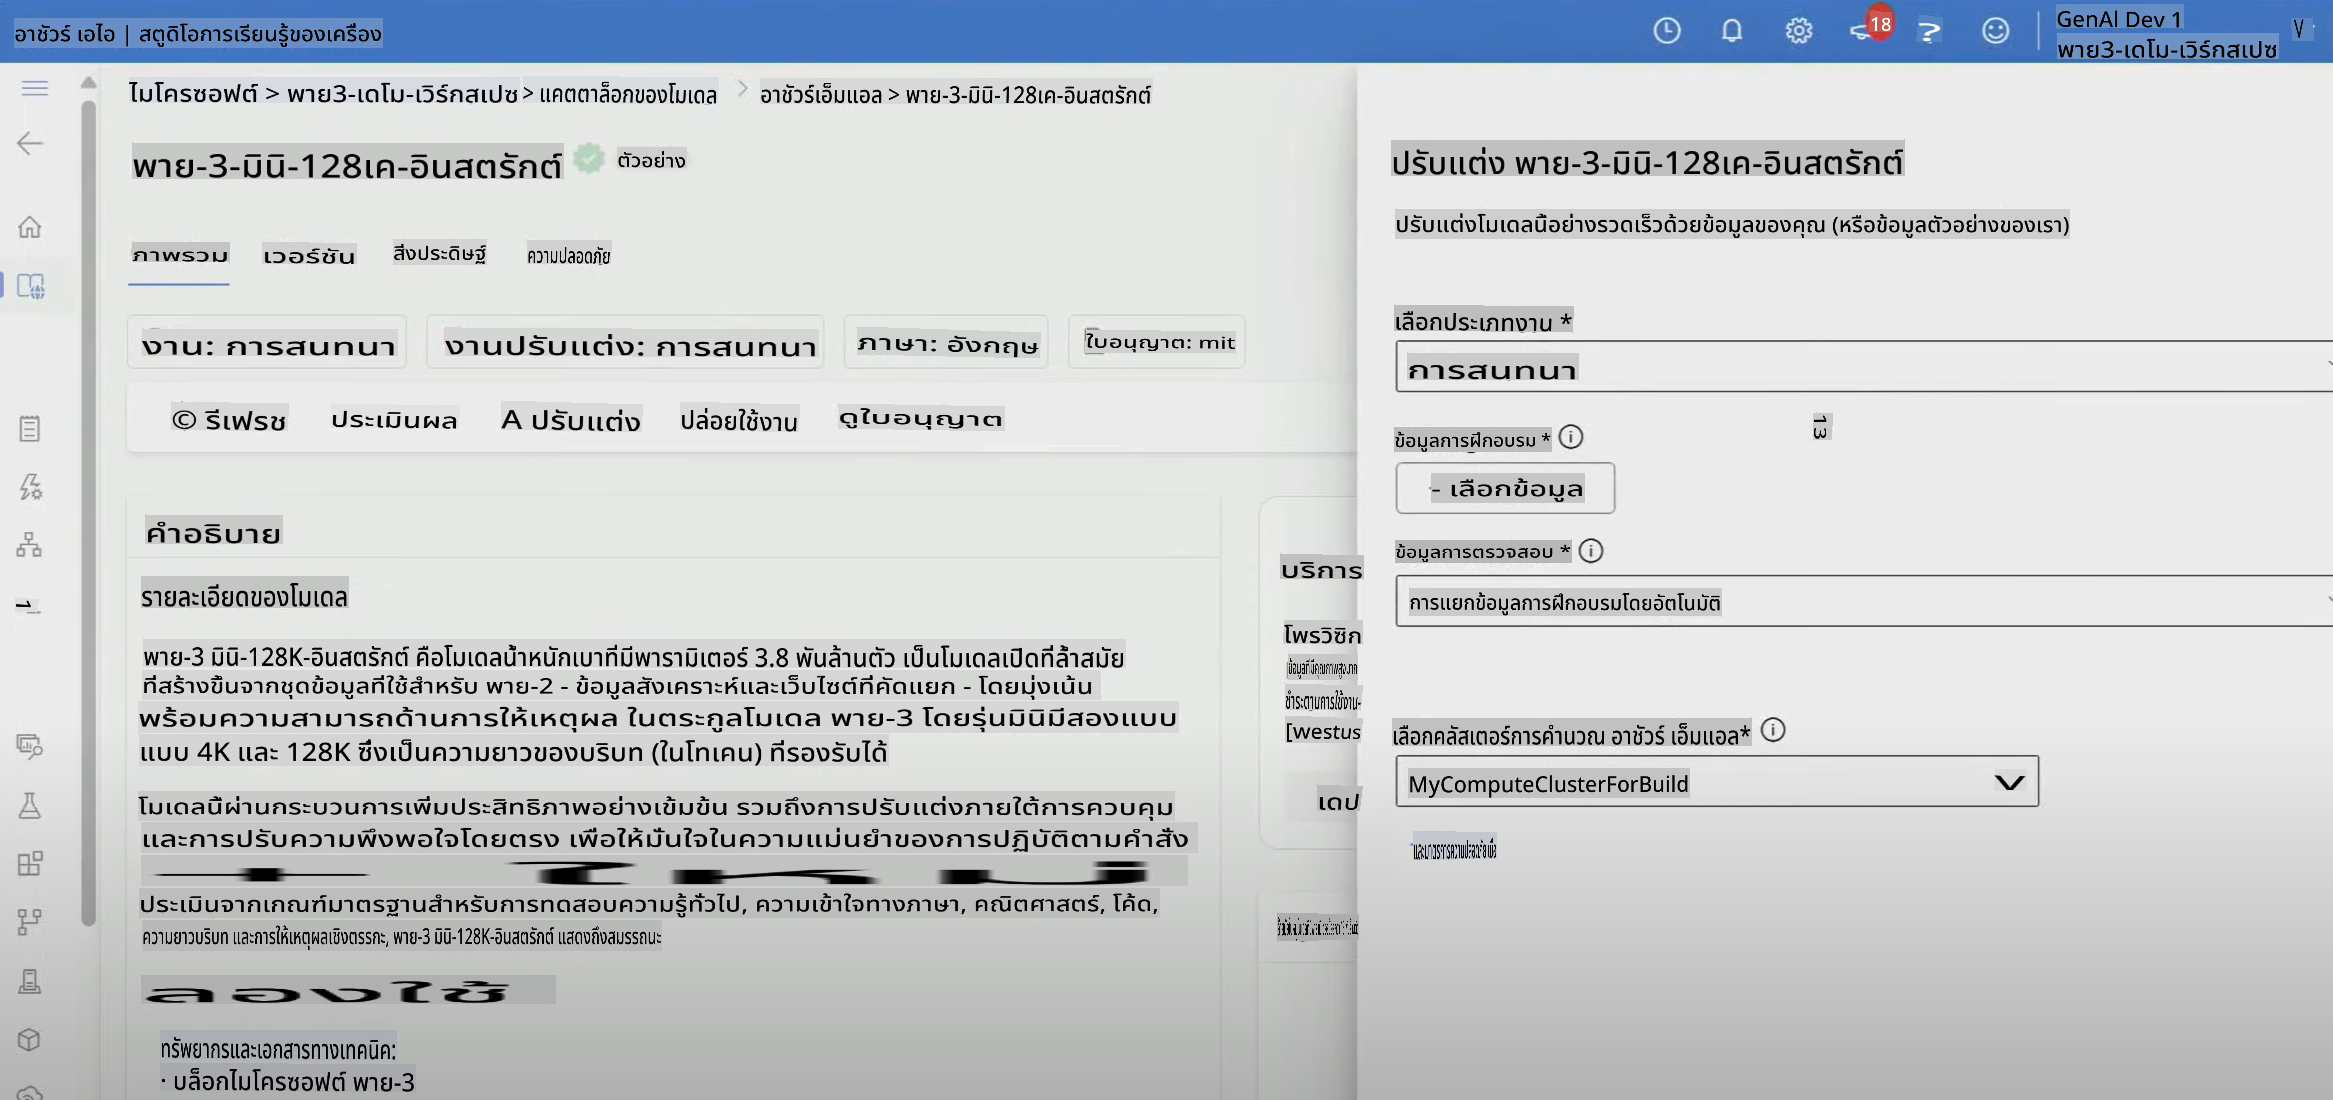 อาซัวร์ เอไอ | สตูดิโอการเรียนรู้ของเครื่อง
18
?
GenAI Dev 1
พาย3-เดโม-เวิร์กสเปซ
ไมโครซอฟต์ > พาย3-เดโม-เวิร์กสเปซ > แคตตาล็อกของโมเดล > อาซัวร์เอ็มแอล > พาย-3-มินิ-128เค-อินสตรักต์
พาย-3-มินิ-128เค-อินสตรักต์ ตัวอย่าง
ภาพรวม เวอร์ชัน สิ่งประดิษฐ์ ความปลอดภัย
งาน: การสนทนา งานปรับแต่ง: การสนทนา ภาษา: อังกฤษ ใบอนุญาต: mit
© รีเฟรช ประเมินผล A ปรับแต่ง ปล่อยใช้งาน ดูใบอนุญาต
คำอธิบาย
รายละเอียดของโมเดล
พาย-3 มินิ-128K-อินสตรักต์ คือโมเดลน้ำหนักเบาที่มีพารามิเตอร์ 3.8 พันล้านตัว เป็นโมเดลเปิดที่ล้ำสมัย
ที่สร้างขึ้นจากชุดข้อมูลที่ใช้สำหรับ พาย-2 - ข้อมูลสังเคราะห์และเว็บไซต์ที่คัดแยก - โดยมุ่งเน้น
พร้อมความสามารถด้านการให้เหตุผล ในตระกูลโมเดล พาย-3 โดยรุ่นมินิมีสองแบบ
แบบ 4K และ 128K ซึ่งเป็นความยาวของบริบท (ในโทเคน) ที่รองรับได้
โมเดลนี้ผ่านกระบวนการเพิ่มประสิทธิภาพอย่างเข้มข้น รวมถึงการปรับแต่งภายใต้การควบคุม
และการปรับความพึงพอใจโดยตรง เพื่อให้มั่นใจในความแม่นยำของการปฏิบัติตามคำสั่ง
ประเมินจากเกณฑ์มาตรฐานสำหรับการทดสอบความรู้ทั่วไป, ความเข้าใจทางภาษา, คณิตศาสตร์, โค้ด,
ความยาวบริบท และการให้เหตุผลเชิงตรรกะ, พาย-3 มินิ-128K-อินสตรักต์ แสดงถึงสมรรถนะ
ลองใช้
ทรัพยากรและเอกสารทางเทคนิค:
· บล็อกไมโครซอฟต์ พาย-3
บริการ
โพรวิซิก
ชำระตามการใช้งาน-
[westus
เดป
ปรับแต่ง พาย-3-มินิ-128เค-อินสตรักต์
ปรับแต่งโมเดลนี้อย่างรวดเร็วด้วยข้อมูลของคุณ (หรือข้อมูลตัวอย่างของเรา)
เลือกประเภทงาน *
การสนทนา
13
ข้อมูลการฝึกอบรม *
- เลือกข้อมูล
ข้อมูลการตรวจสอบ *
การแยกข้อมูลการฝึกอบรมโดยอัตโนมัติ
เลือกคลัสเตอร์การคำนวณ อาซัวร์ เอ็มแอล*
MyComputeClusterForBuild